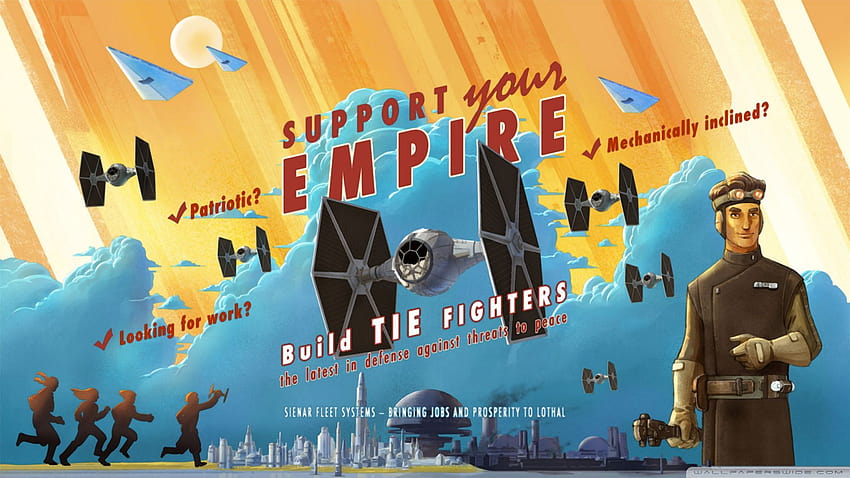 SUPPORT your
EMPIRE
Mechanically inclined?
Patriotic?
Looking for work?
Build TIE FIGHTERS
the latest in defense against threats to peace
SIENAR FLEET SYSTEMS – BRINGING JOBS AND PROSPERITY TO LOTHAL
WALLPAPERSWIDE.COM